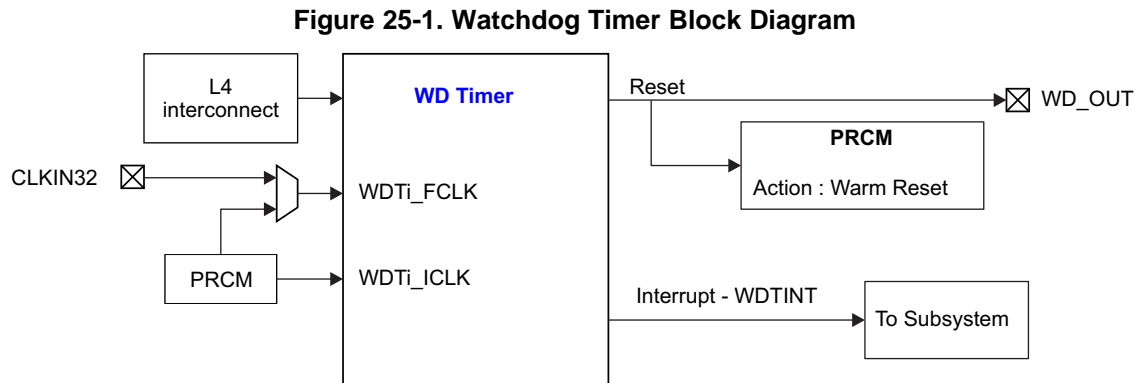 Figure 25-1. Watchdog Timer Block Diagram
L4
interconnect
WD Timer
Reset
WD_OUT
PRCM
Action : Warm Reset
CLKIN32
WDTi_FCLK
PRCM
WDTi_ICLK
Interrupt - WDTINT
To Subsystem